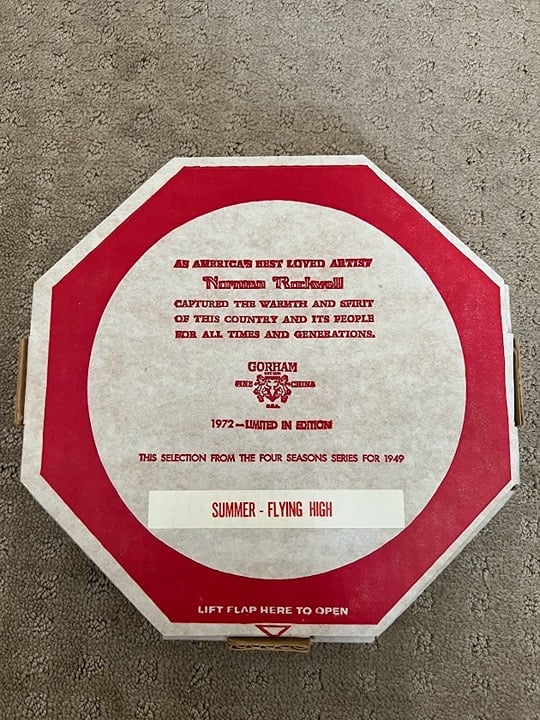 AS AMERICA'S BEST LOVED ARTIST
Norman Rockwell
CAPTURED THE WARMTH AND SPIRIT
OF THIS COUNTRY AND ITS PEOPLE
FOR ALL TIMES AND GENERATIONS.
GORHAM
FINE CHINA
U.S.A.
1972—LIMITED IN EDITION
THIS SELECTION FROM THE FOUR SEASONS SERIES FOR 1949
SUMMER - FLYING HIGH
LIFT FLAP HERE TO OPEN